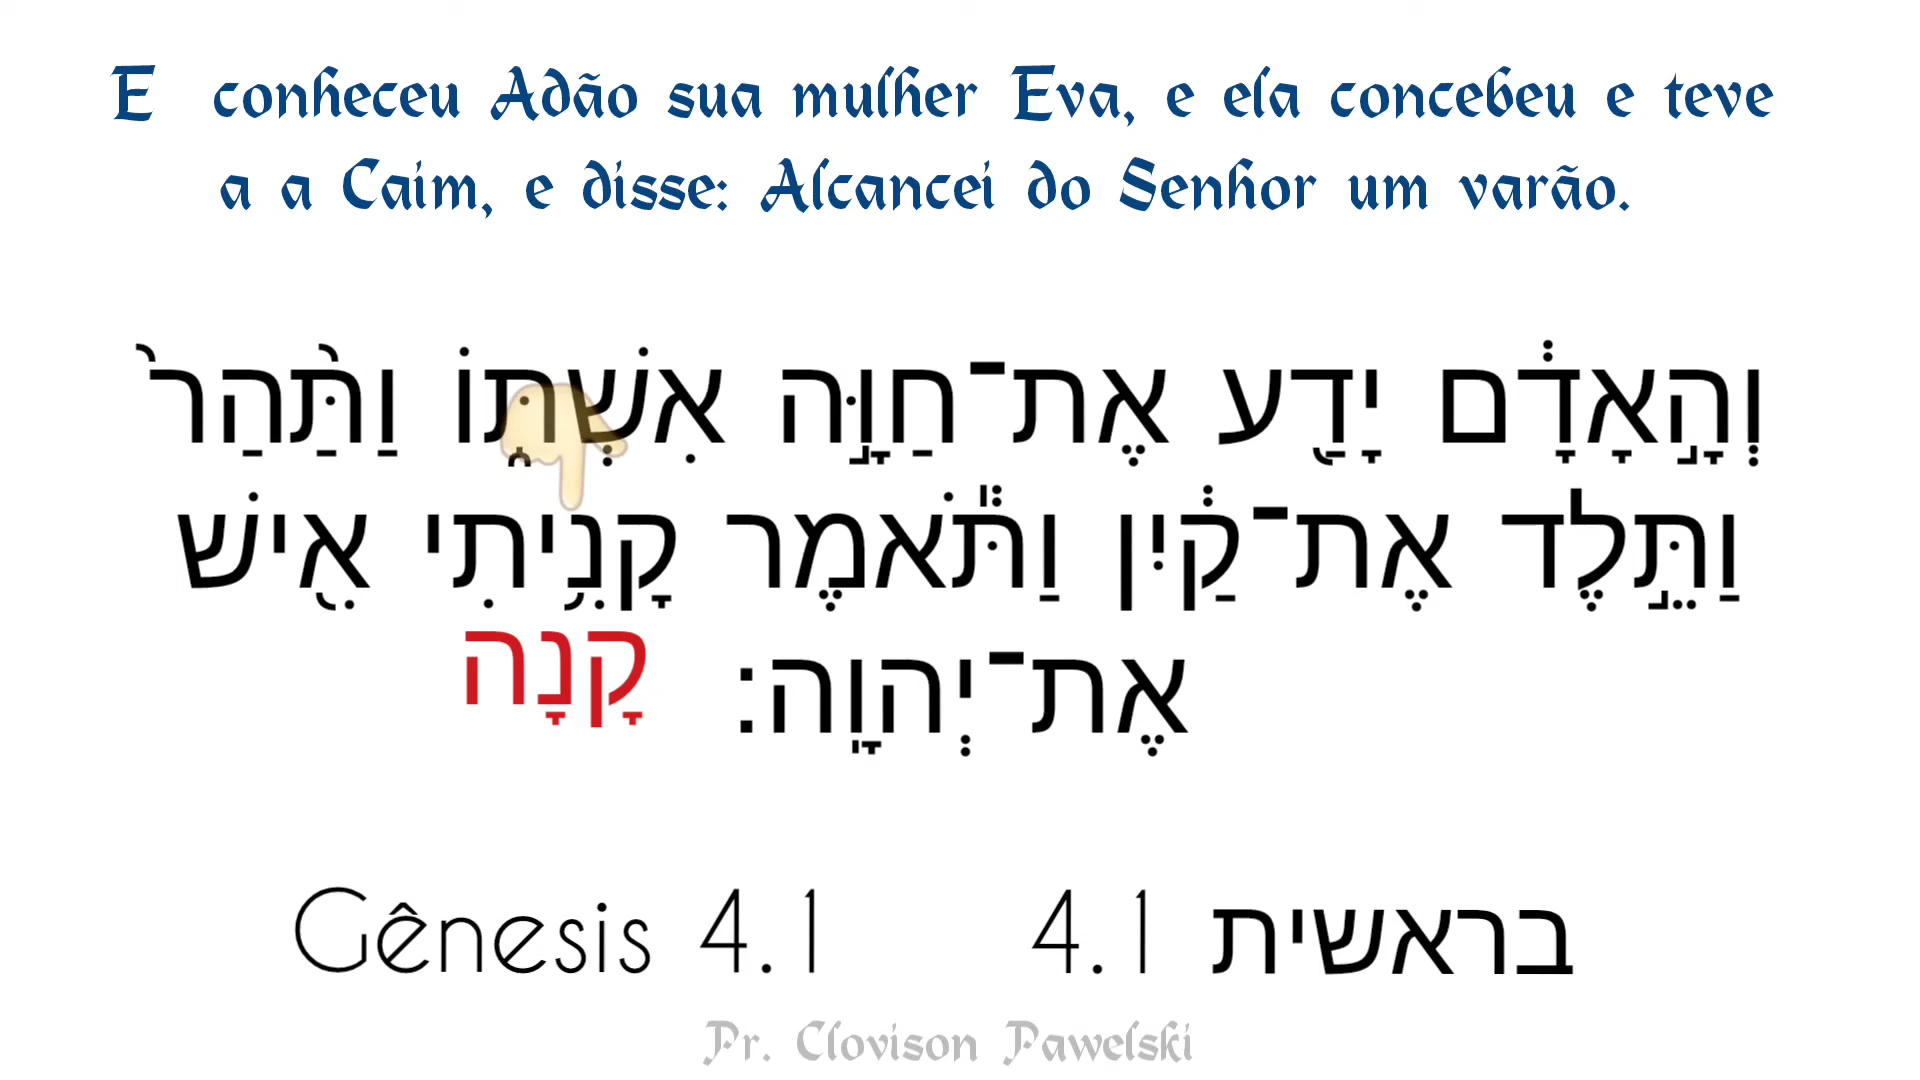 E conheceu Adão sua mulher Eva, e ela concebeu e teve
a a Caim, e disse: Alcancei do Senhor um varão.
וְהָ֣אָדָ֔ם יָדַ֖ע אֶת־חַוָּ֣ה אִשְׁתּ֑וֹ וַתַּ֙הַר֙
וַתֵּ֣לֶד אֶת־קַ֔יִן וַתֹּ֕אמֶר קָנִ֥יתִי אִ֖ישׁ
אֶת־יְהוָֽה׃
קָנָה
Gênesis 4.1 בראשית 4.1
Pr. Clovison Pawelski